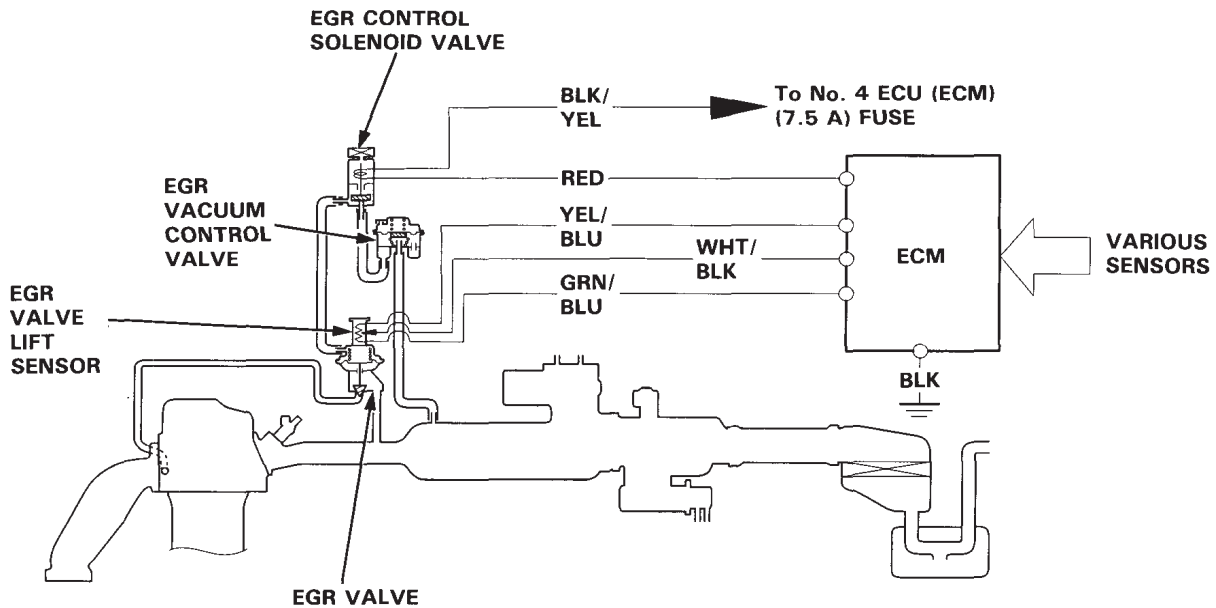 EGR CONTROL
SOLENOID VALVE
BLK/
YEL
To No. 4 ECU (ECM)
(7.5 A) FUSE
EGR
VACUUM
CONTROL
VALVE
RED
YEL/
BLU
WHT/
BLK
GRN/
BLU
ECM
VARIOUS
SENSORS
EGR
VALVE
LIFT
SENSOR
BLK
EGR VALVE